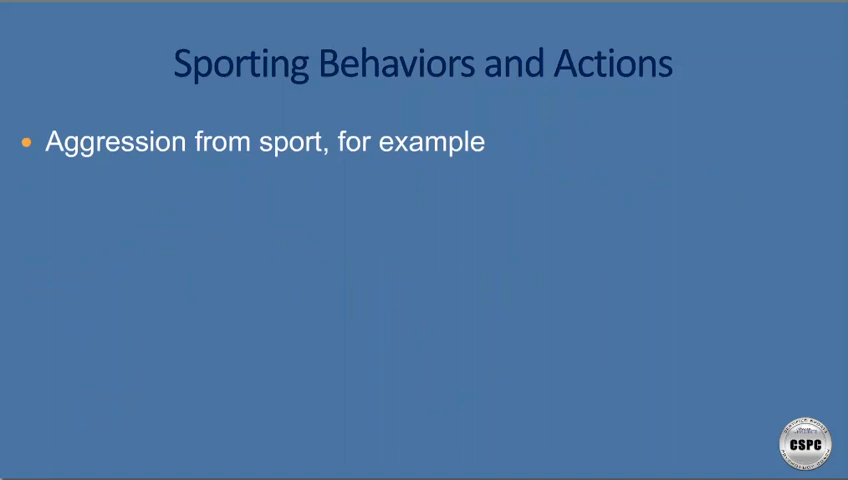 Sporting Behaviors and Actions
Aggression from sport, for example
CSPC